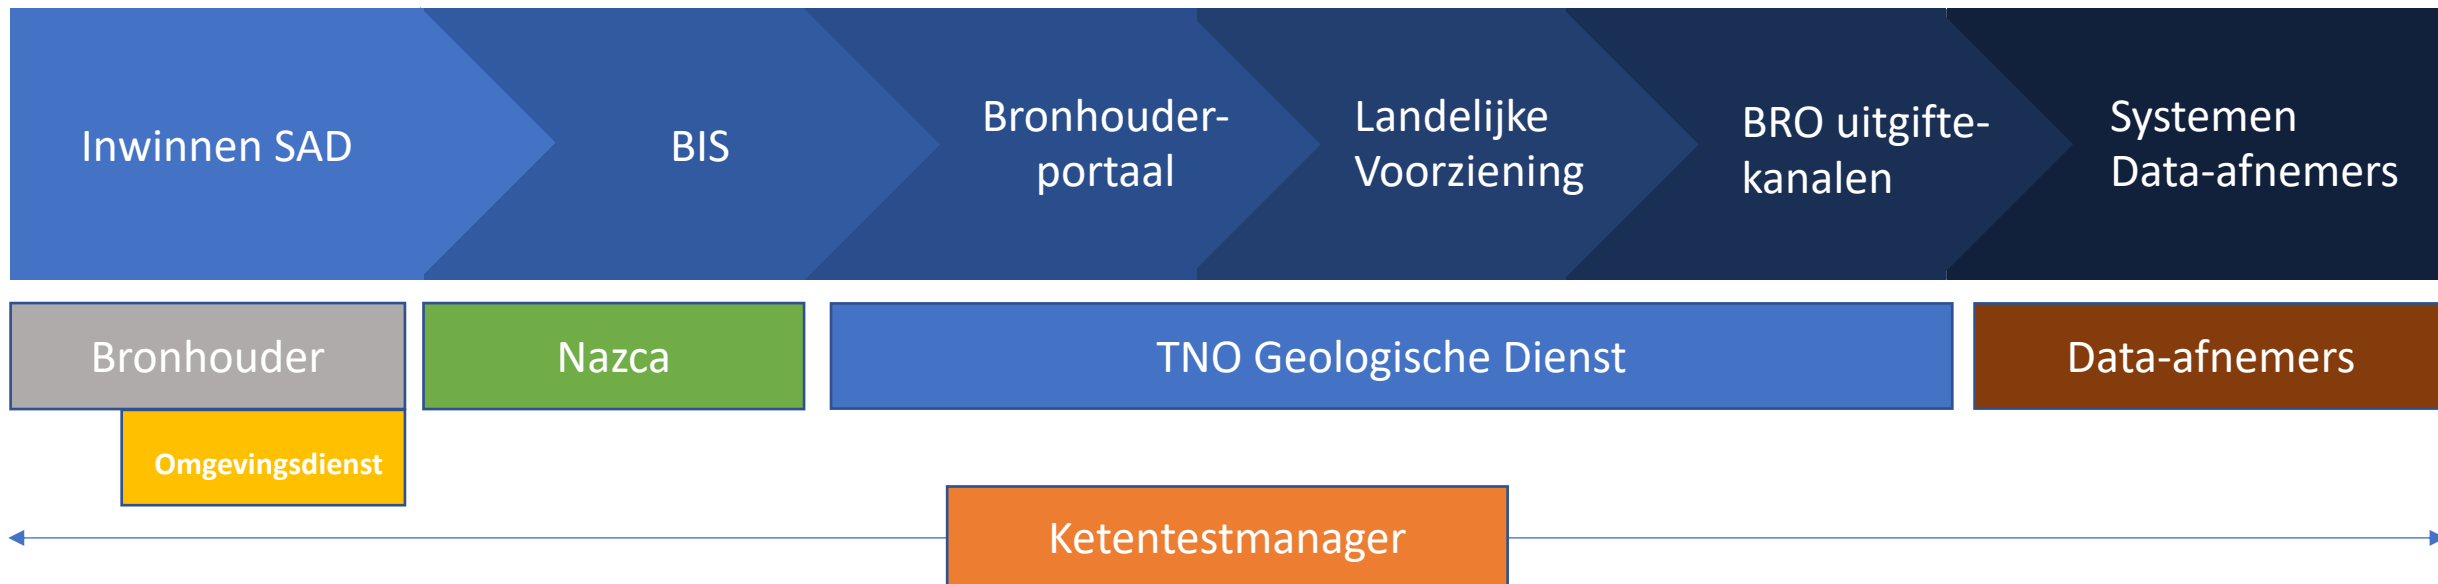 Inwinnen SAD
BIS
Bronhouder-
portaal
Landelijke
Voorziening
BRO uitgifte-
kanalen
Systemen
Data-afnemers
Bronhouder
Nazca
TNO Geologische Dienst
Data-afnemers
Omgevingsdienst
Ketentestmanager